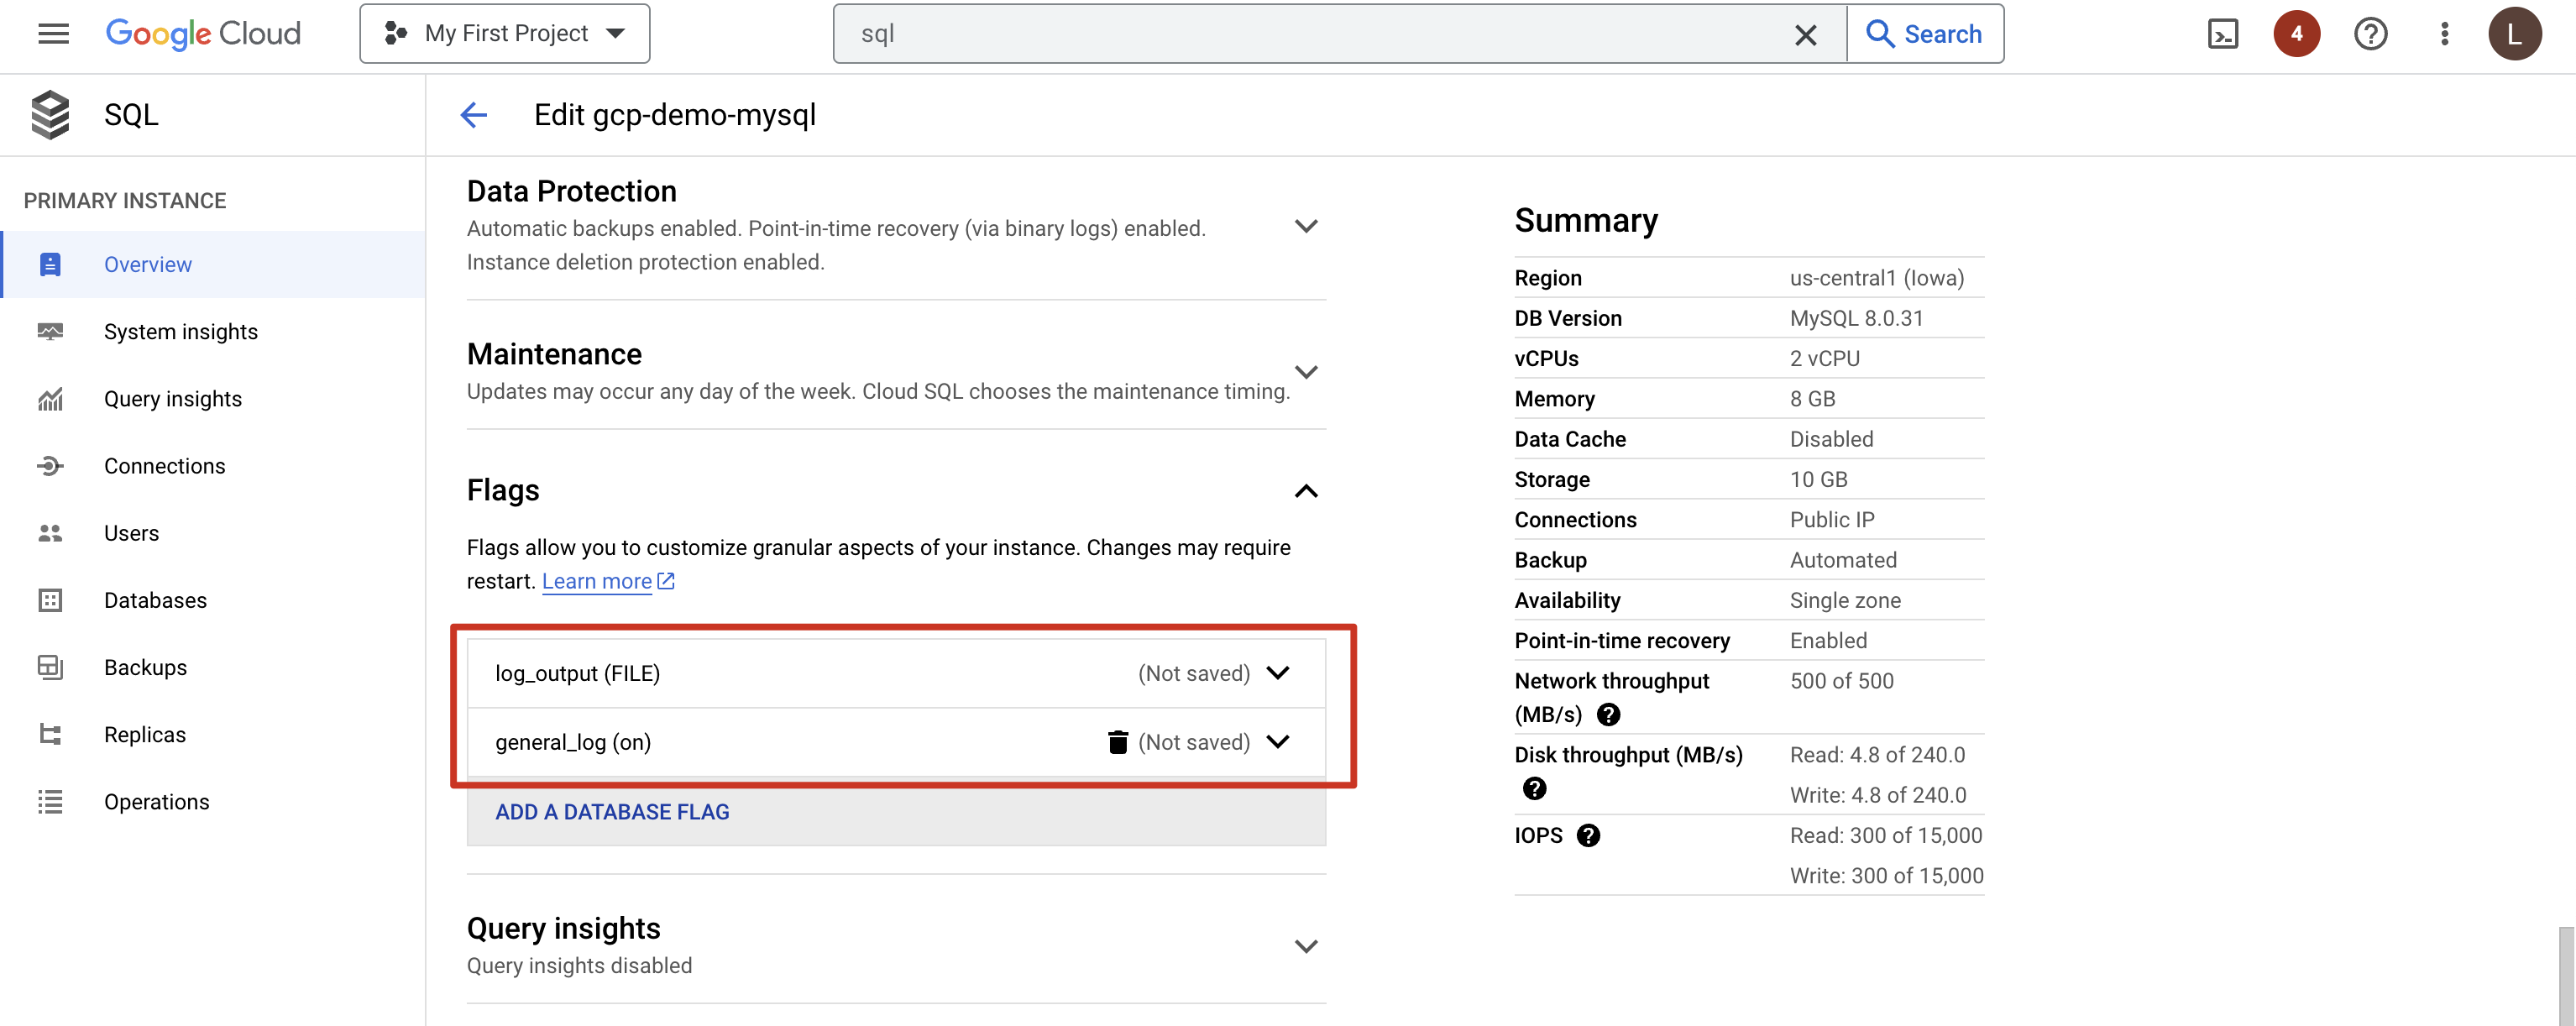 Google Cloud
My First Project
sql
Search
4
L
SQL
Edit gcp-demo-mysql
PRIMARY INSTANCE
Overview
System insights
Query insights
Connections
Users
Databases
Backups
Replicas
Operations
Data Protection
Automatic backups enabled. Point-in-time recovery (via binary logs) enabled.
Instance deletion protection enabled.
Maintenance
Updates may occur any day of the week. Cloud SQL chooses the maintenance timing.
Flags
Flags allow you to customize granular aspects of your instance. Changes may require
restart. Learn more
log_output (FILE) (Not saved)
general_log (on) (Not saved)
ADD A DATABASE FLAG
Query insights
Query insights disabled
Summary
Region us-central1 (Iowa)
DB Version MySQL 8.0.31
vCPUs 2 vCPU
Memory 8 GB
Data Cache Disabled
Storage 10 GB
Connections Public IP
Backup Automated
Availability Single zone
Point-in-time recovery Enabled
Network throughput 500 of 500
(MB/s)
Disk throughput (MB/s) Read: 4.8 of 240.0
Write: 4.8 of 240.0
IOPS Read: 300 of 15,000
Write: 300 of 15,000